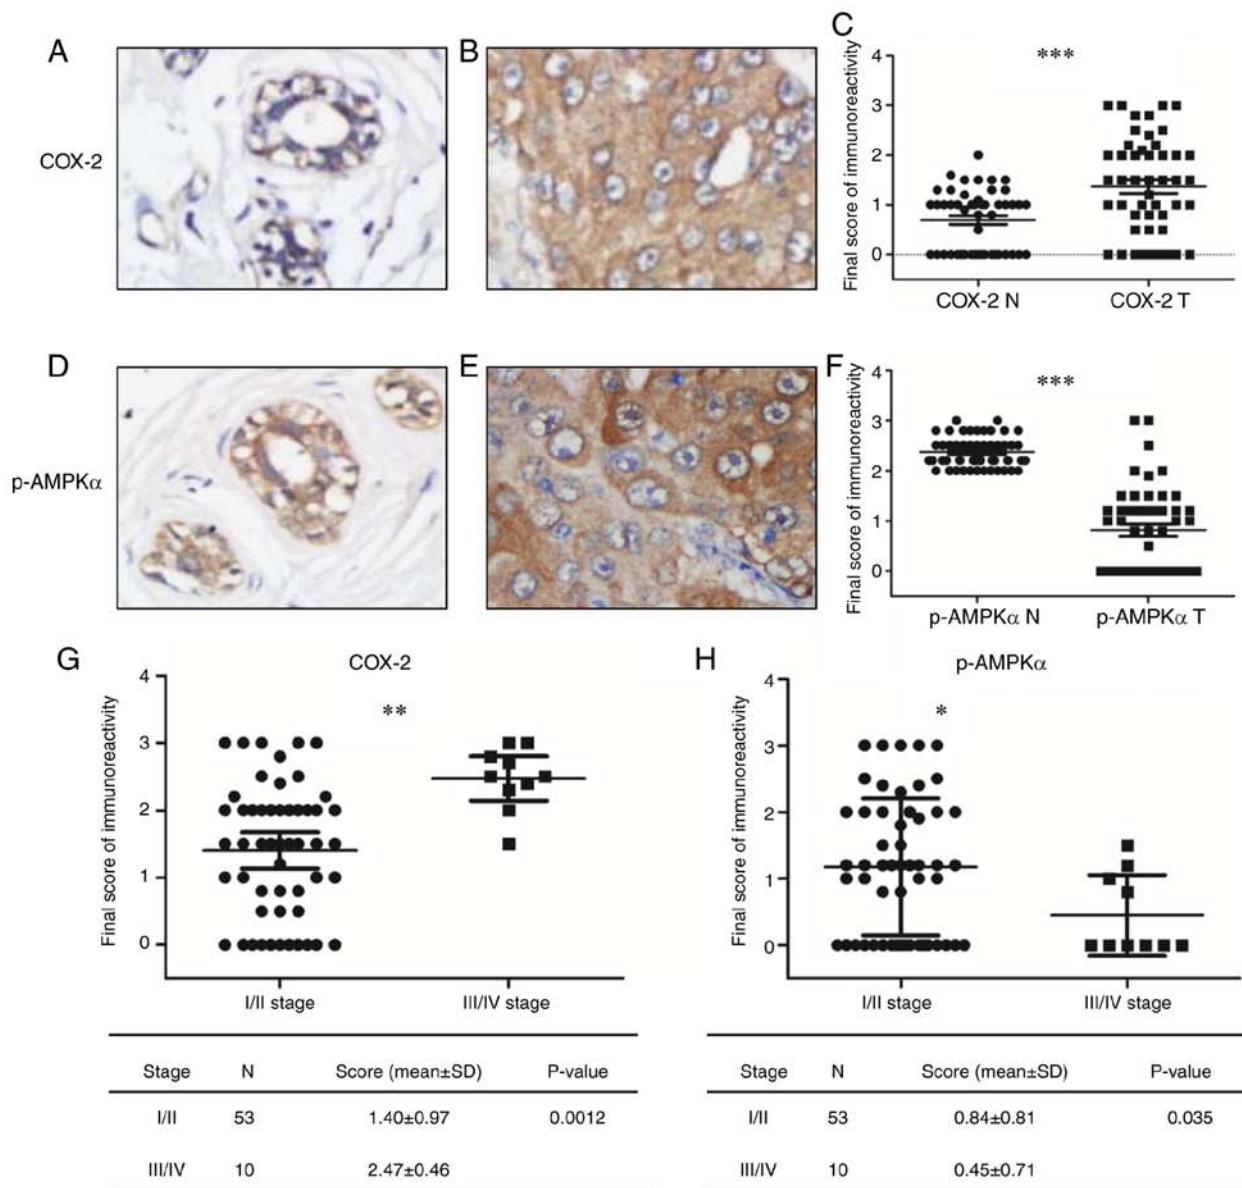 A
B
C
COX-2
***
Final score of immunoreactivity
4
3
2
1
0
COX-2 N
COX-2 T
D
E
F
p-AMPKα
***
Final score of immunoreactivity
4
3
2
1
0
p-AMPKα N
p-AMPKα T
G
COX-2
**
Final score of immunoreactivity
4
3
2
1
0
I/II stage
III/IV stage
Stage N Score (mean±SD) P-value
I/II 53 1.40±0.97 0.0012
III/IV 10 2.47±0.46
H
p-AMPKα
*
Final score of immunoreactivity
4
3
2
1
0
I/II stage
III/IV stage
Stage N Score (mean±SD) P-value
I/II 53 0.84±0.81 0.035
III/IV 10 0.45±0.71